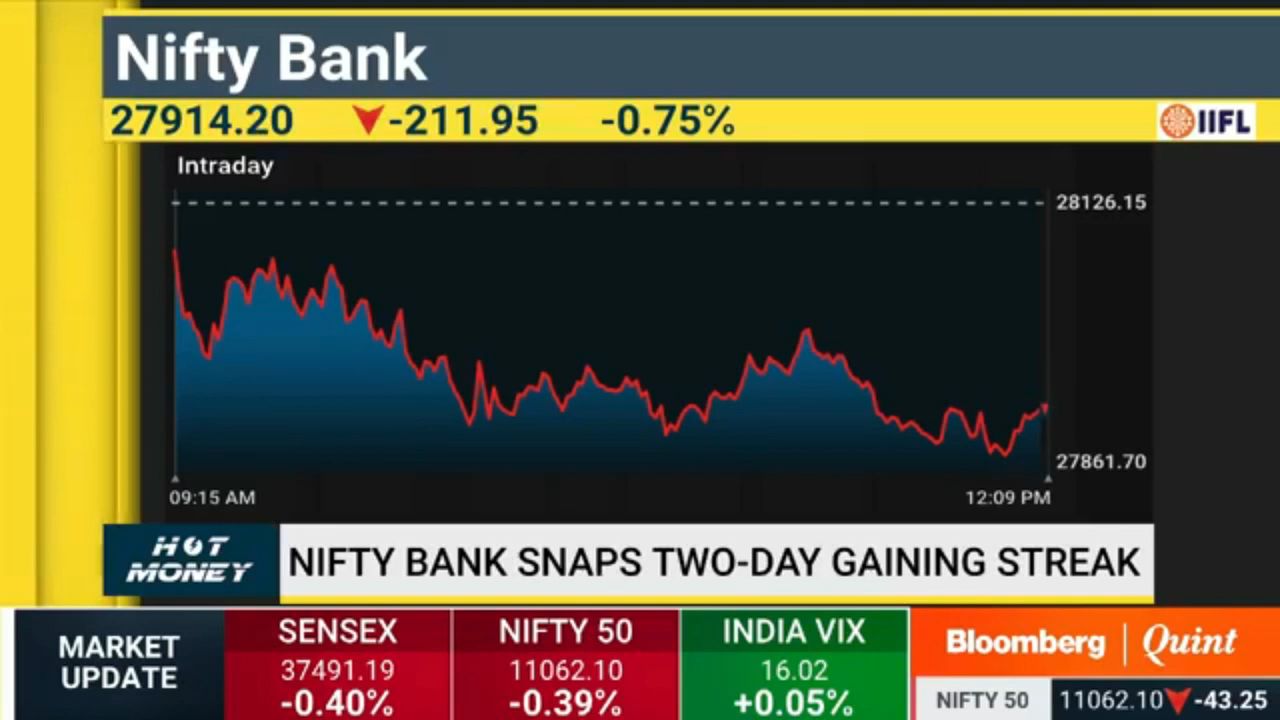 Nifty Bank
27914.20 -211.95 -0.75%
IIFL
Intraday
28126.15
27861.70
09:15 AM 12:09 PM
HOT
MONEY
NIFTY BANK SNAPS TWO-DAY GAINING STREAK
MARKET
UPDATE
SENSEX
37491.19
-0.40%
NIFTY 50
11062.10
-0.39%
INDIA VIX
16.02
+0.05%
Bloomberg | Quint
NIFTY 50 11062.10 -43.25